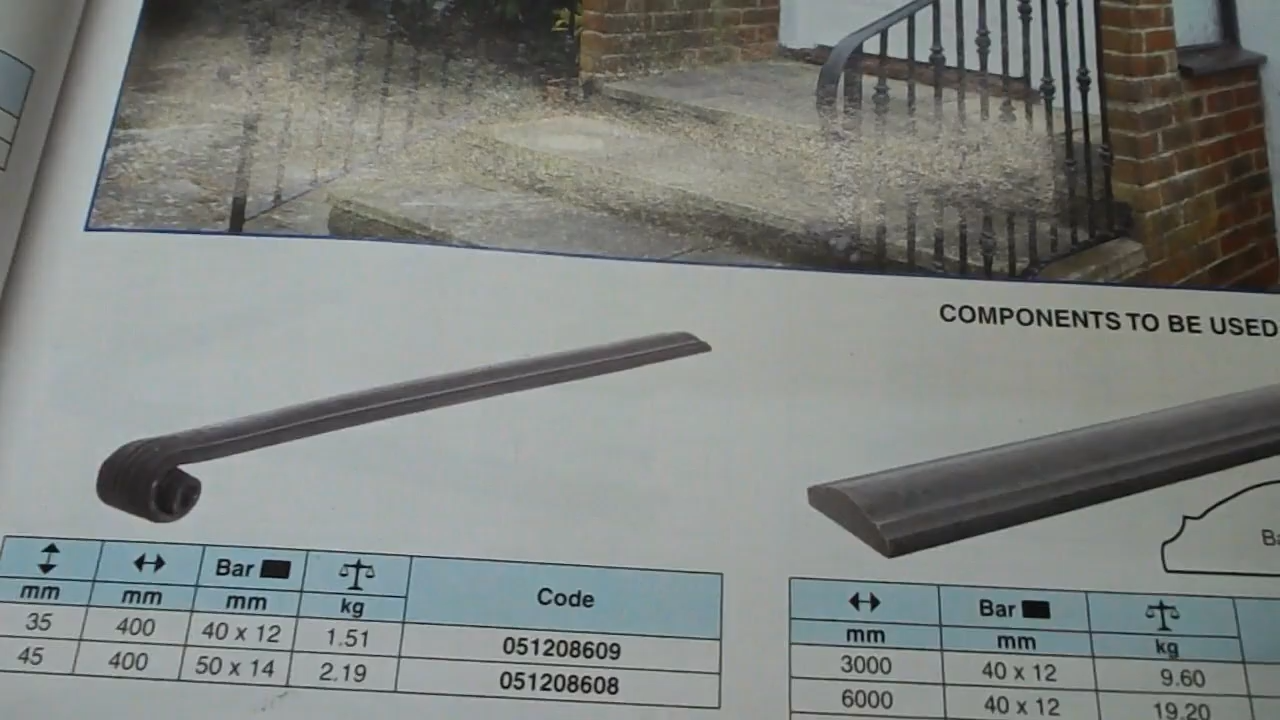 COMPONENTS TO BE USED
Bar Code
mm mm mm kg
35 400 40 x 12 1.51 051208609
45 400 50 x 14 2.19 051208608
Bar
mm mm kg
3000 40 x 12 9.60
6000 40 x 12 19.20